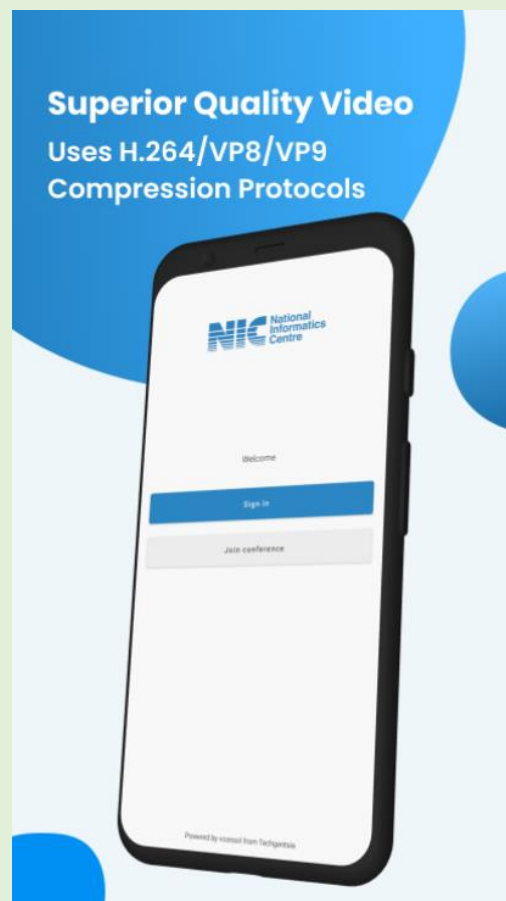 Superior Quality Video
Uses H.264/VP8/VP9
Compression Protocols
NIC National
Informatics
Centre
Welcome
Sign in
Join conference
Powered by vconsol from Techgentsia